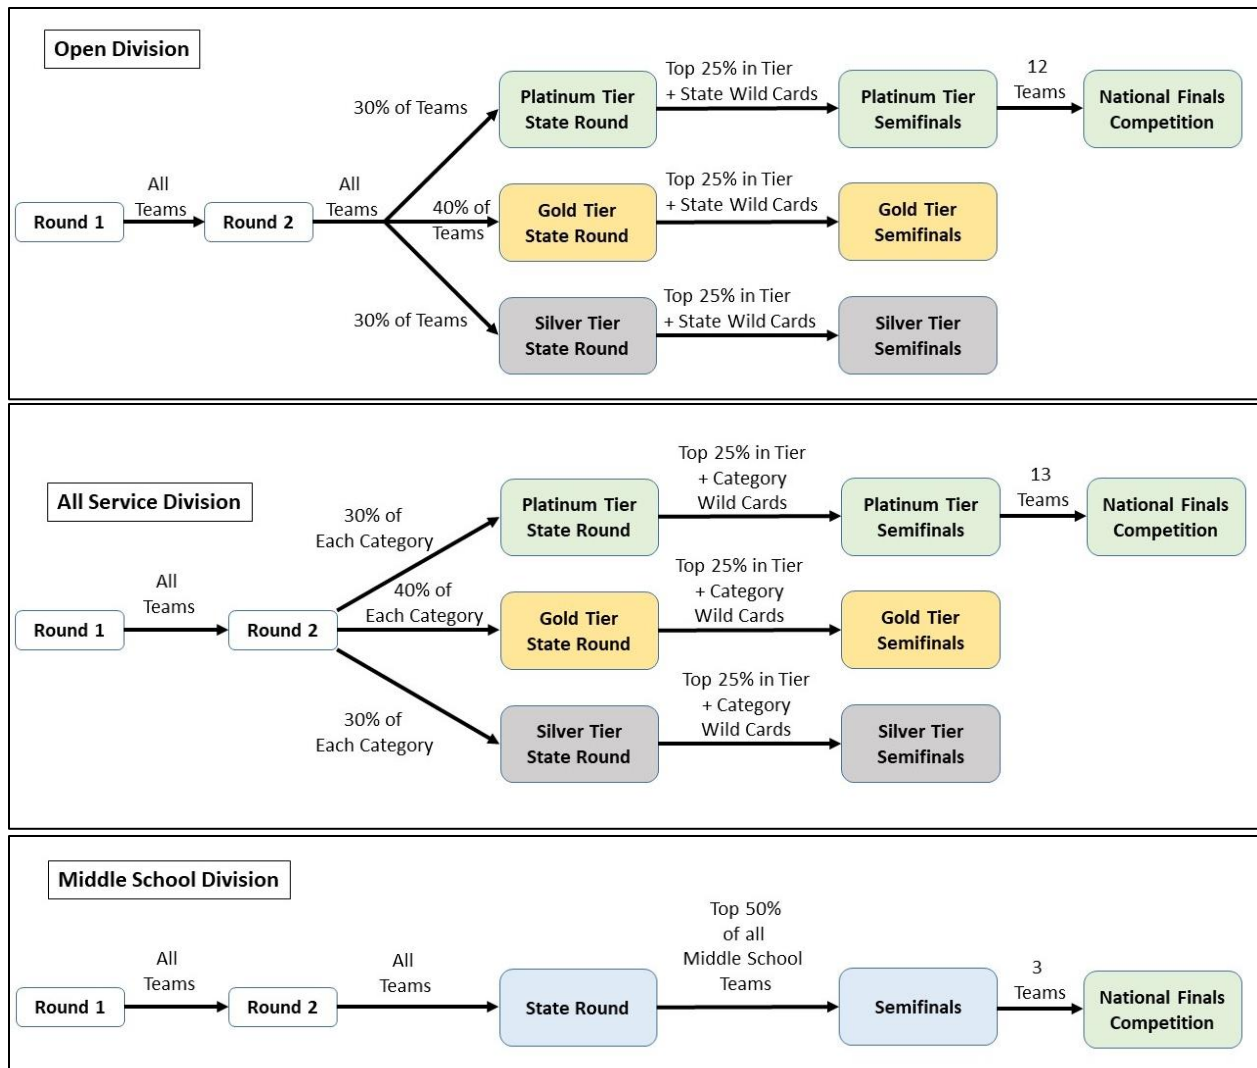 Open Division
Round 1
All
Teams
Round 2
All
Teams
30% of Teams
40% of
Teams
30% of Teams
Platinum Tier
State Round
Top 25% in Tier
+ State Wild Cards
Platinum Tier
Semifinals
12
Teams
National Finals
Competition
Gold Tier
State Round
Top 25% in Tier
+ State Wild Cards
Gold Tier
Semifinals
Silver Tier
State Round
Top 25% in Tier
+ State Wild Cards
Silver Tier
Semifinals
All Service Division
Round 1
All
Teams
Round 2
30% of
Each Category
40% of
Each Category
30% of
Each Category
Platinum Tier
State Round
Top 25% in Tier
+ Category
Wild Cards
Platinum Tier
Semifinals
13
Teams
National Finals
Competition
Gold Tier
State Round
Top 25% in Tier
+ Category
Wild Cards
Gold Tier
Semifinals
Silver Tier
State Round
Top 25% in Tier
+ Category
Wild Cards
Silver Tier
Semifinals
Middle School Division
Round 1
All
Teams
Round 2
All
Teams
State Round
Top 50%
of all
Middle School
Teams
Semifinals
3
Teams
National Finals
Competition